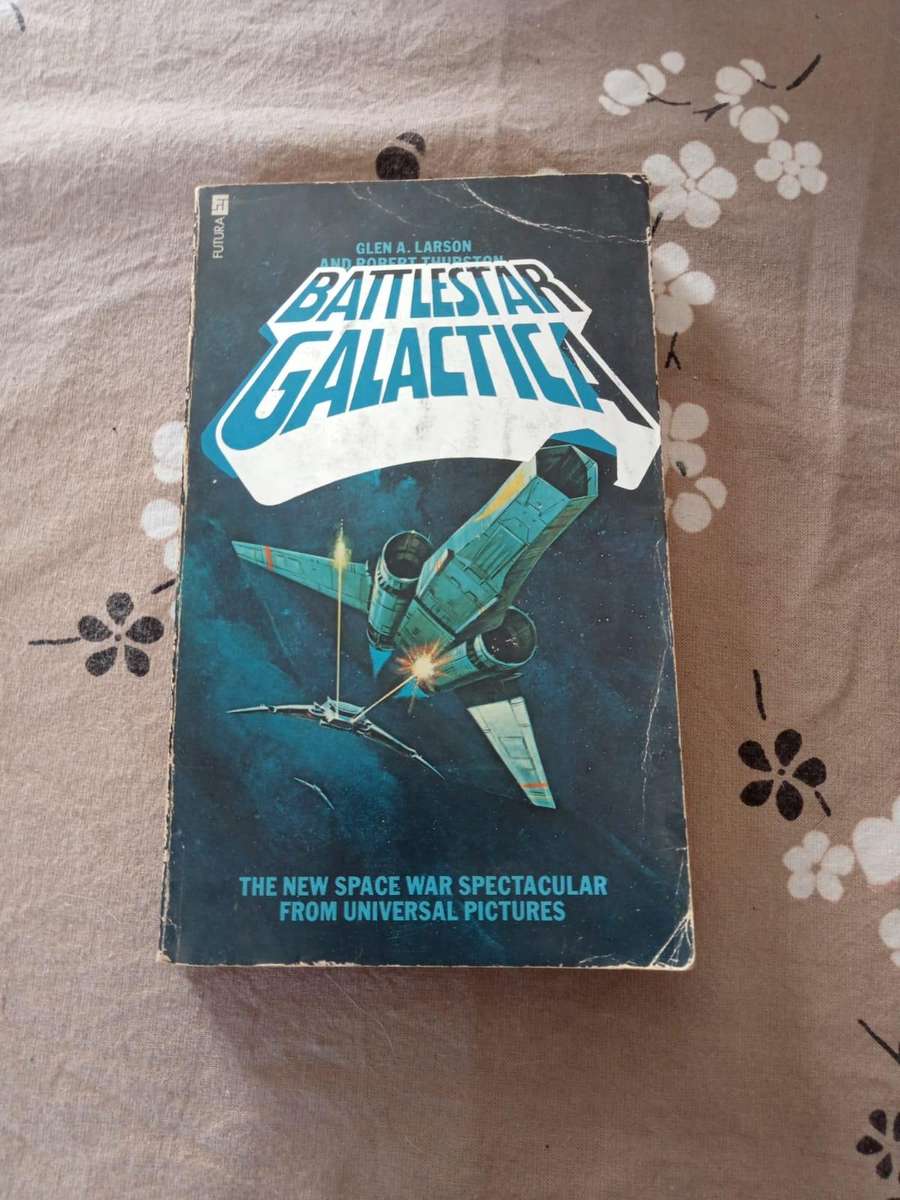 FUTURA
GLEN A. LARSON
AND ROBERT THURSTON
BATTLESTAR
GALACTICA
THE NEW SPACE WAR SPECTACULAR
FROM UNIVERSAL PICTURES